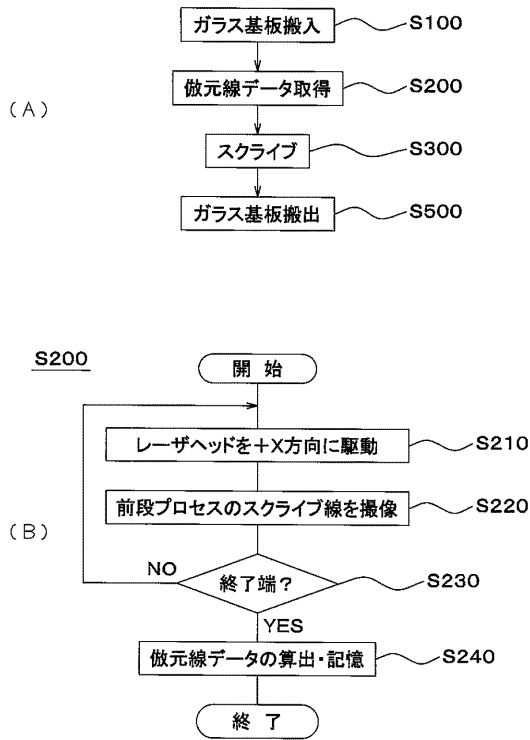 ガラス基板搬入 S100
倣元線データ取得 S200
(A)
スクライブ S300
ガラス基板搬出 S500
S200
開 始
レーザヘッドを+X方向に駆動 S210
前段プロセスのスクライブ線を撮像 S220
(B)
NO
終了端? S230
YES
倣元線データの算出・記憶 S240
終 了